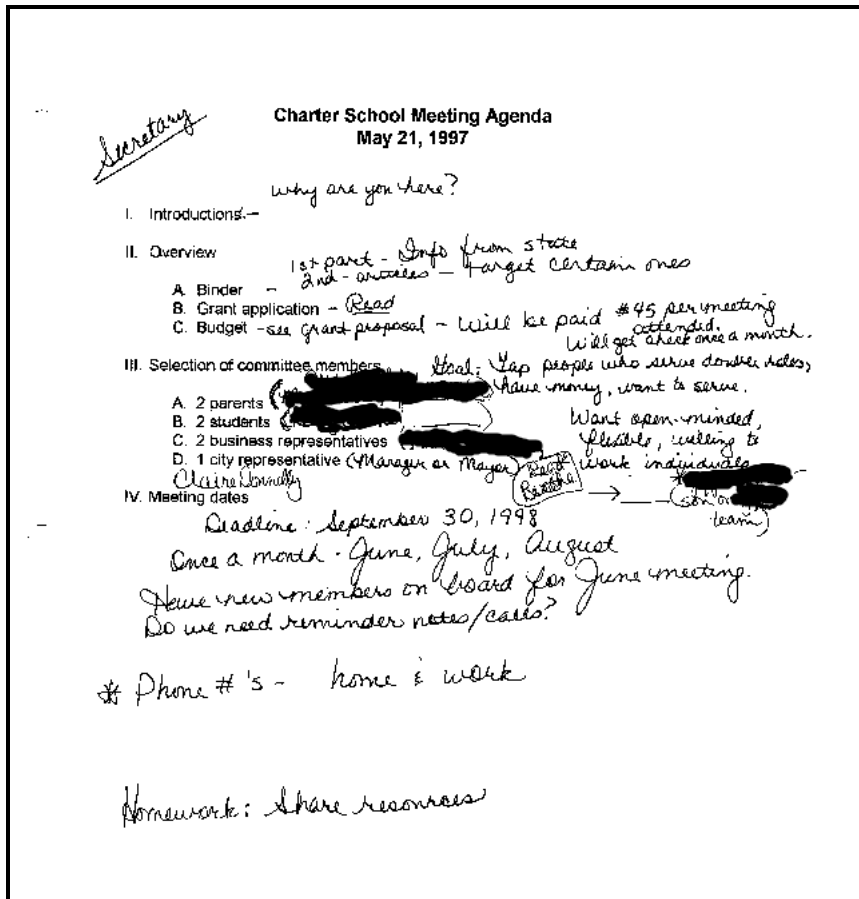 Secretary
Charter School Meeting Agenda
May 21, 1997
Why are you here?
I. Introductions -
II. Overview
1st part - Info from state
2nd - articles - target certain ones
A. Binder -
B. Grant application - Read
C. Budget - see grant proposal - Will be paid $45 per meeting
attended.
Will get check once a month.
III. Selection of committee members
Goal: Tap people who serve double roles,
have money, want to serve.
A. 2 parents
B. 2 students
C. 2 business representatives
D. 1 city representative (Manager or Mayor)
Want open-minded,
flexible, willing to
work individuals
Claire Donnally
son on
team)
IV. Meeting dates
Deadline: September 30, 1998
Once a month - June, July, August
Have new members on board for June meeting.
Do we need reminder notes/calls?
* Phone #'s - home & work
Homework: Share resources